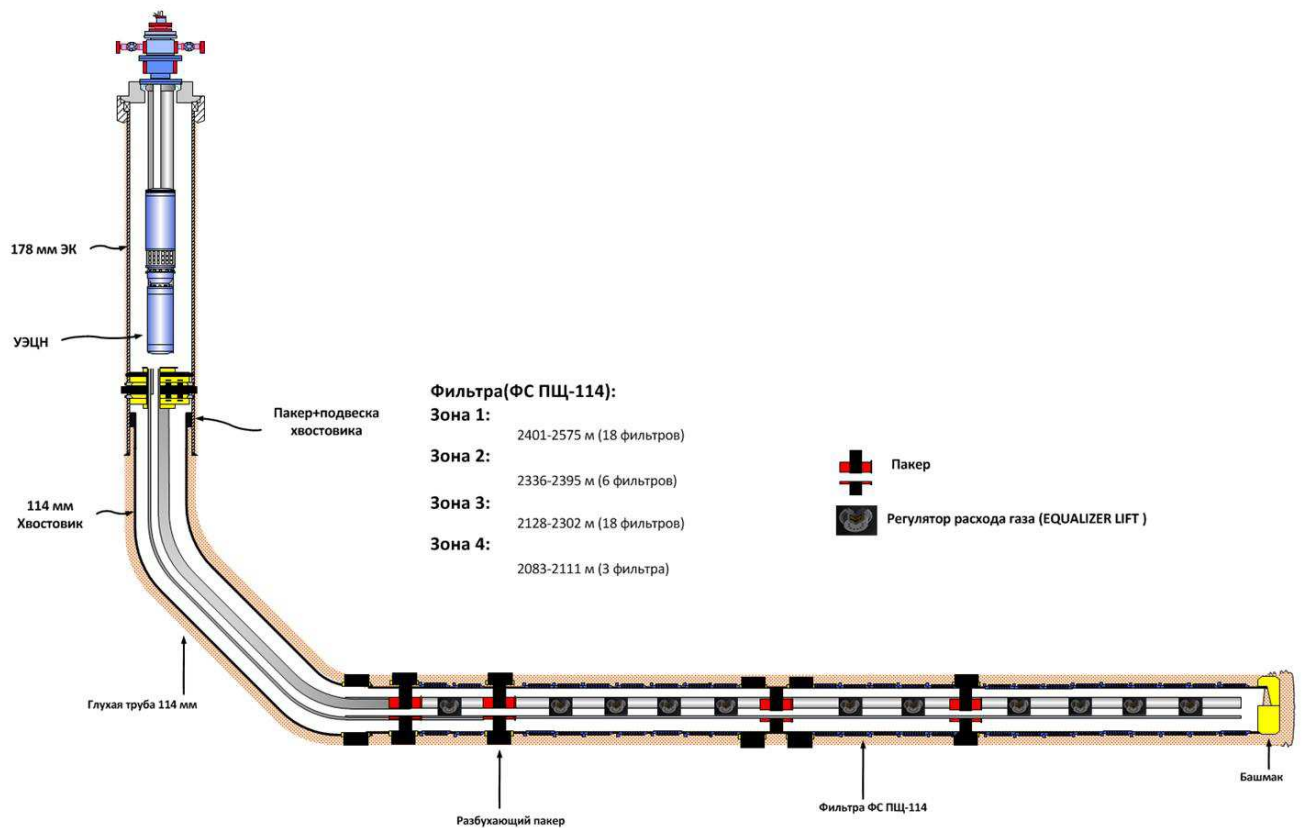 178 мм ЭК
УЭЦН
Пакер+подвеска
хвостовика
114 мм
Хвостовик
Фильтра(ФС ПЩ-114):
Зона 1:
2401-2575 м (18 фильтров)
Зона 2:
2336-2395 м (6 фильтров)
Зона 3:
2128-2302 м (18 фильтров)
Зона 4:
2083-2111 м (3 фильтра)
Пакер
Регулятор расхода газа (EQUALIZER LIFT )
Глухая труба 114 мм
Разбухающий пакер
Фильтра ФС ПЩ-114
Башмак